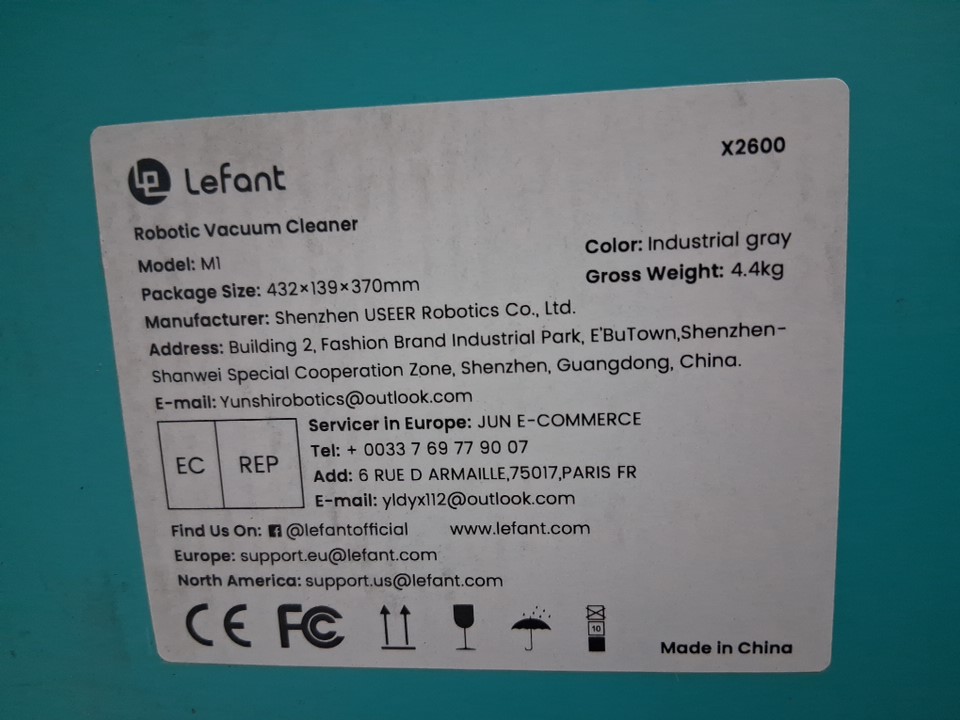 Lefant
X2600
Robotic Vacuum Cleaner
Model: M1
Color: Industrial gray
Package Size: 432×139×370mm
Gross Weight: 4.4kg
Manufacturer: Shenzhen USEER Robotics Co., Ltd.
Address: Building 2, Fashion Brand Industrial Park, E'BuTown,Shenzhen-
Shanwei Special Cooperation Zone, Shenzhen, Guangdong, China.
E-mail: Yunshirobotics@outlook.com
EC REP
Servicer in Europe: JUN E-COMMERCE
Tel: + 0033 7 69 77 90 07
Add: 6 RUE D ARMAILLE,75017,PARIS FR
E-mail: yldyx112@outlook.com
Find Us On: @lefantofficial www.lefant.com
Europe: support.eu@lefant.com
North America: support.us@lefant.com
CE FC 10
Made in China